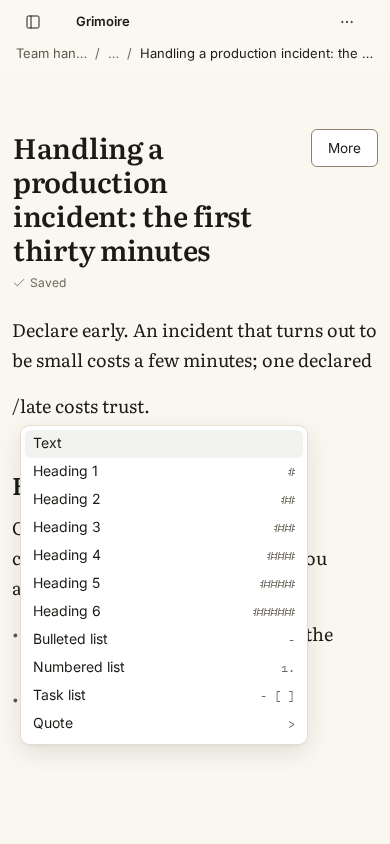 Grimoire
Team han... / ... / Handling a production incident: the ...
Handling a
production
incident: the first
thirty minutes
More
Saved
Declare early. An incident that turns out to
be small costs a few minutes; one declared
/late costs trust.
Text
Heading 1 #
Heading 2 ##
Heading 3 ###
Heading 4 ####
Heading 5 #####
Heading 6 ######
Bulleted list -
Numbered list 1.
Task list - [ ]
Quote >
the